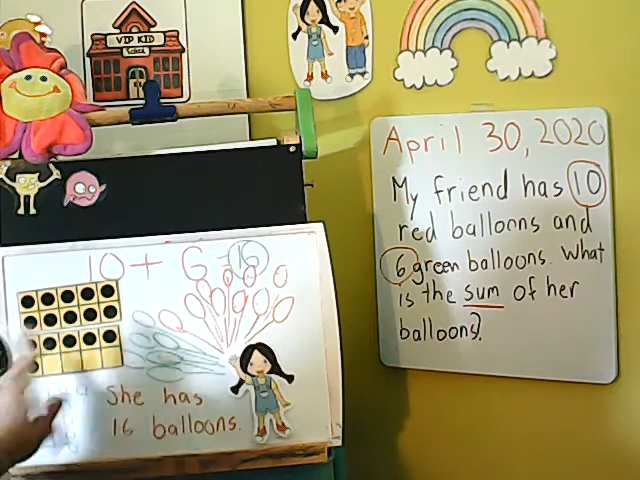 VIP KID
School
April 30, 2020
My friend has 10
red balloons and
6 green balloons. What
is the sum of her
balloons?
10 + 6 = 16
She has
16 balloons.